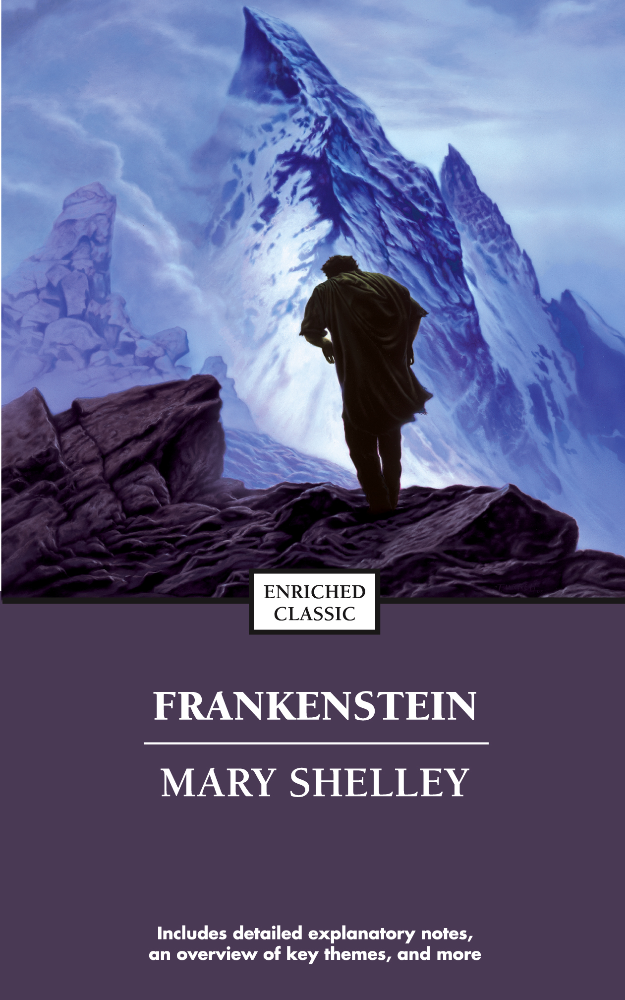 ENRICHED
CLASSIC
FRANKENSTEIN
MARY SHELLEY
Includes detailed explanatory notes,
an overview of key themes, and more